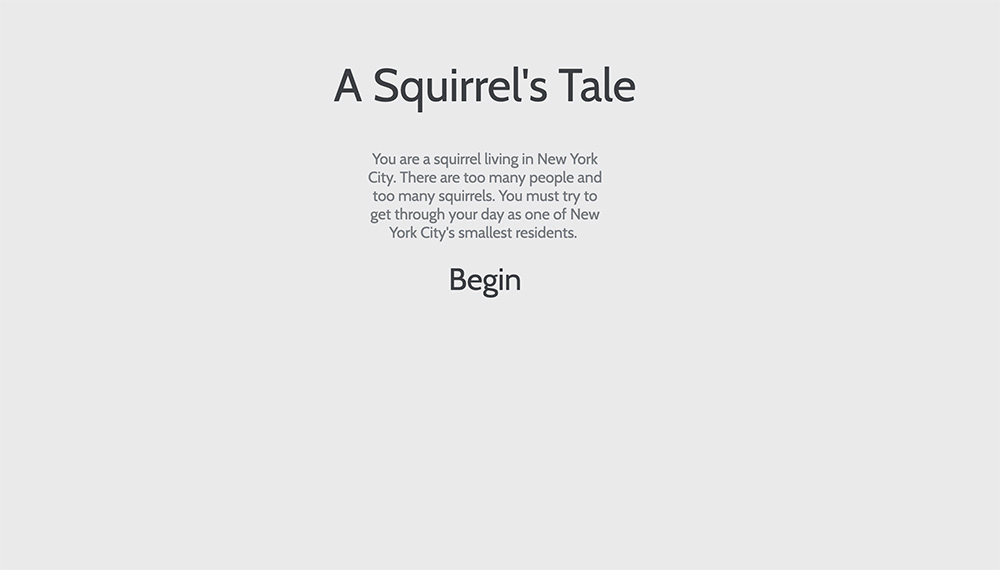 A Squirrel's Tale
You are a squirrel living in New York
City. There are too many people and
too many squirrels. You must try to
get through your day as one of New
York City's smallest residents.
Begin